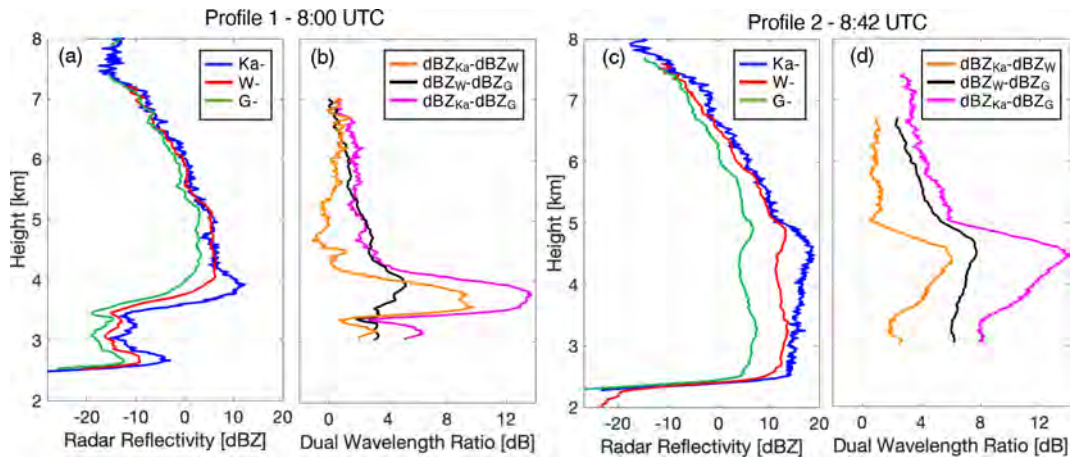 Profile 1 - 8:00 UTC
Profile 2 - 8:42 UTC
(a)
Ka-
W-
G-
8
7
6
5
4
3
2
Height [km]
-20
-10
0
10
20
Radar Reflectivity [dBZ]
(b)
dBZKa-dBZW
dBZW-dBZG
dBZKa-dBZG
0
4
8
12
Dual Wavelength Ratio [dB]
(c)
Ka-
W-
G-
8
7
6
5
4
3
2
Height [km]
-20
-10
0
10
20
Radar Reflectivity [dBZ]
(d)
dBZKa-dBZW
dBZW-dBZG
dBZKa-dBZG
0
4
8
12
Dual Wavelength Ratio [dB]